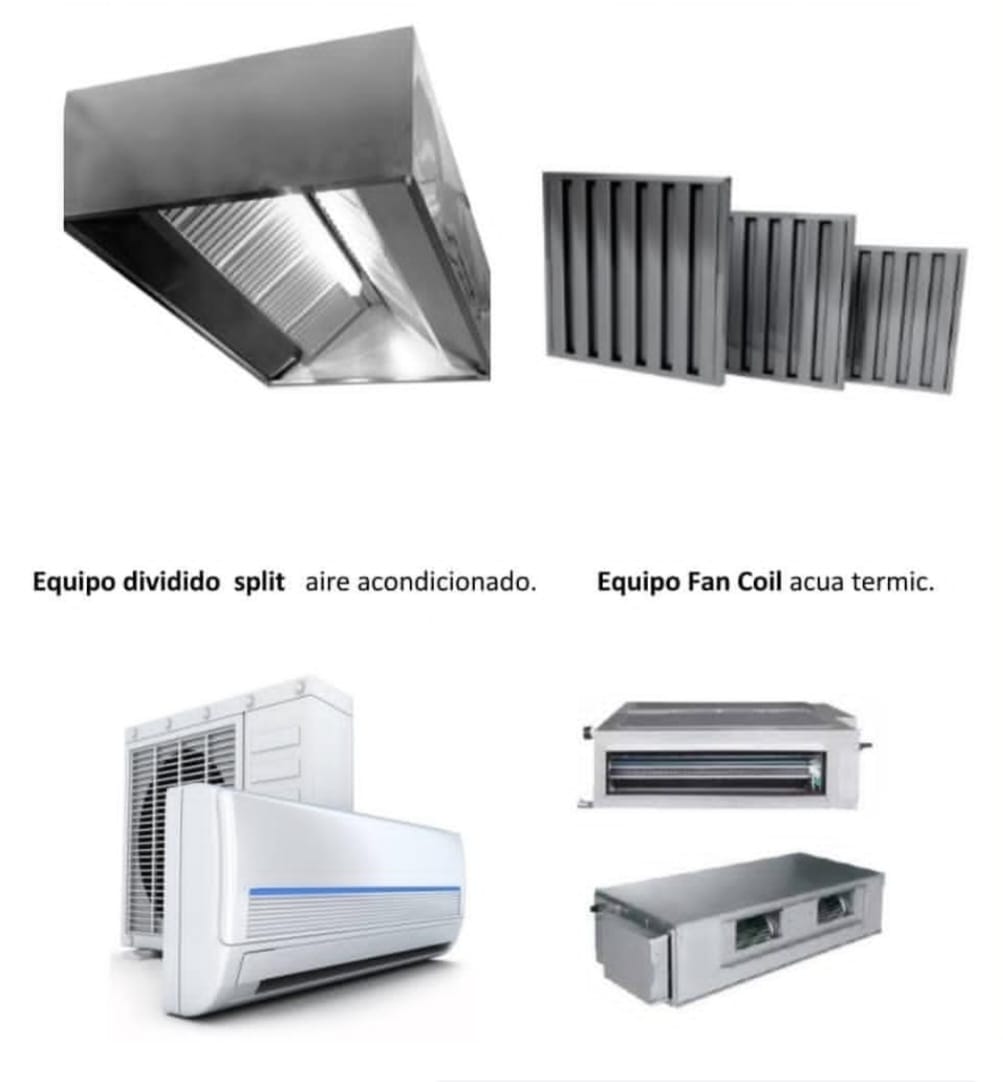 Equipo dividido split aire acondicionado.
Equipo Fan Coil acua termic.